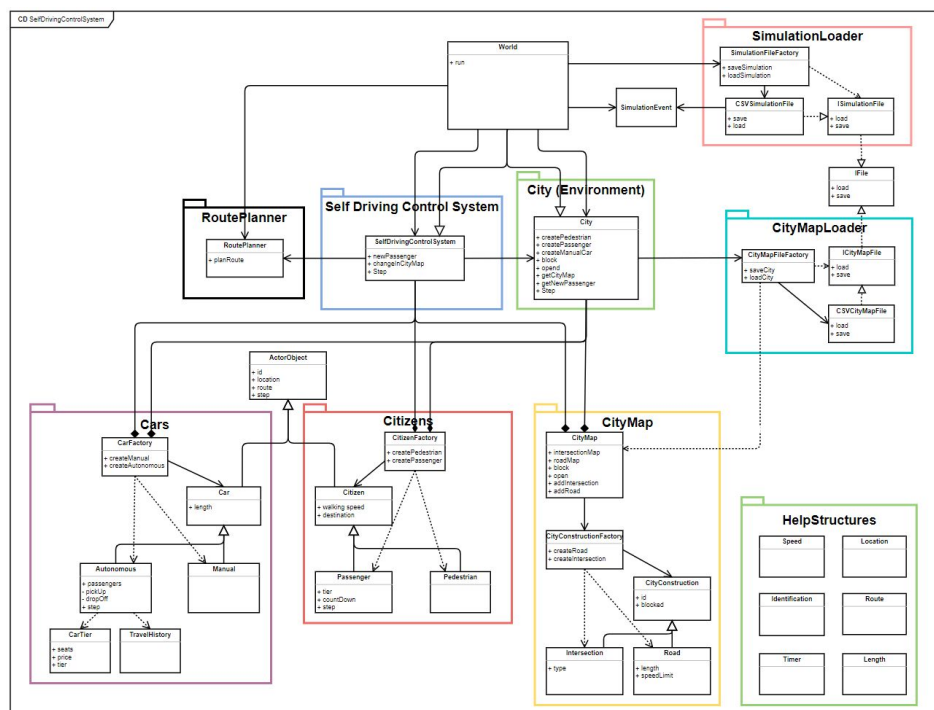 CD SelfDrivingControlSystem
World
+ run
SimulationLoader
SimulationFileFactory
+ saveSimulation
+ loadSimulation
CSVSimulationFile
+ save
+ load
ISimulationFile
+ load
+ save
SimulationEvent
IFile
+ load
+ save
RoutePlanner
RoutePlanner
+ planRoute
Self Driving Control System
SelfDrivingControlSystem
+ newPassenger
+ changeInCityMap
+ Step
City (Environment)
City
+ createPedestrian
+ createPassenger
+ createManualCar
+ block
+ opend
+ getCityMap
+ getNewPassenger
+ Step
CityMapLoader
CityMapFileFactory
+ saveCity
+ loadCity
ICityMapFile
+ load
+ save
CSVCityMapFile
+ load
+ save
ActorObject
+ id
+ location
+ route
+ step
Cars
CarFactory
+ createManual
+ createAutonomous
Car
+ length
Autonomous
+ passengers
- pickUp
- dropOff
+ step
Manual
CarTier
+ seats
+ price
+ tier
TravelHistory
Citizens
CitizenFactory
+ createPedestrian
+ createPassenger
Citizen
+ walking speed
+ destination
Passenger
+ tier
+ countDown
+ step
Pedestrian
CityMap
CityMap
+ intersectionMap
+ roadMap
+ block
+ open
+ addIntersection
+ addRoad
CityConstructionFactory
+ createRoad
+ createIntersection
CityConstruction
+ id
+ blocked
Intersection
+ type
Road
+ length
+ speedLimit
HelpStructures
Speed
Location
Identification
Route
Timer
Length